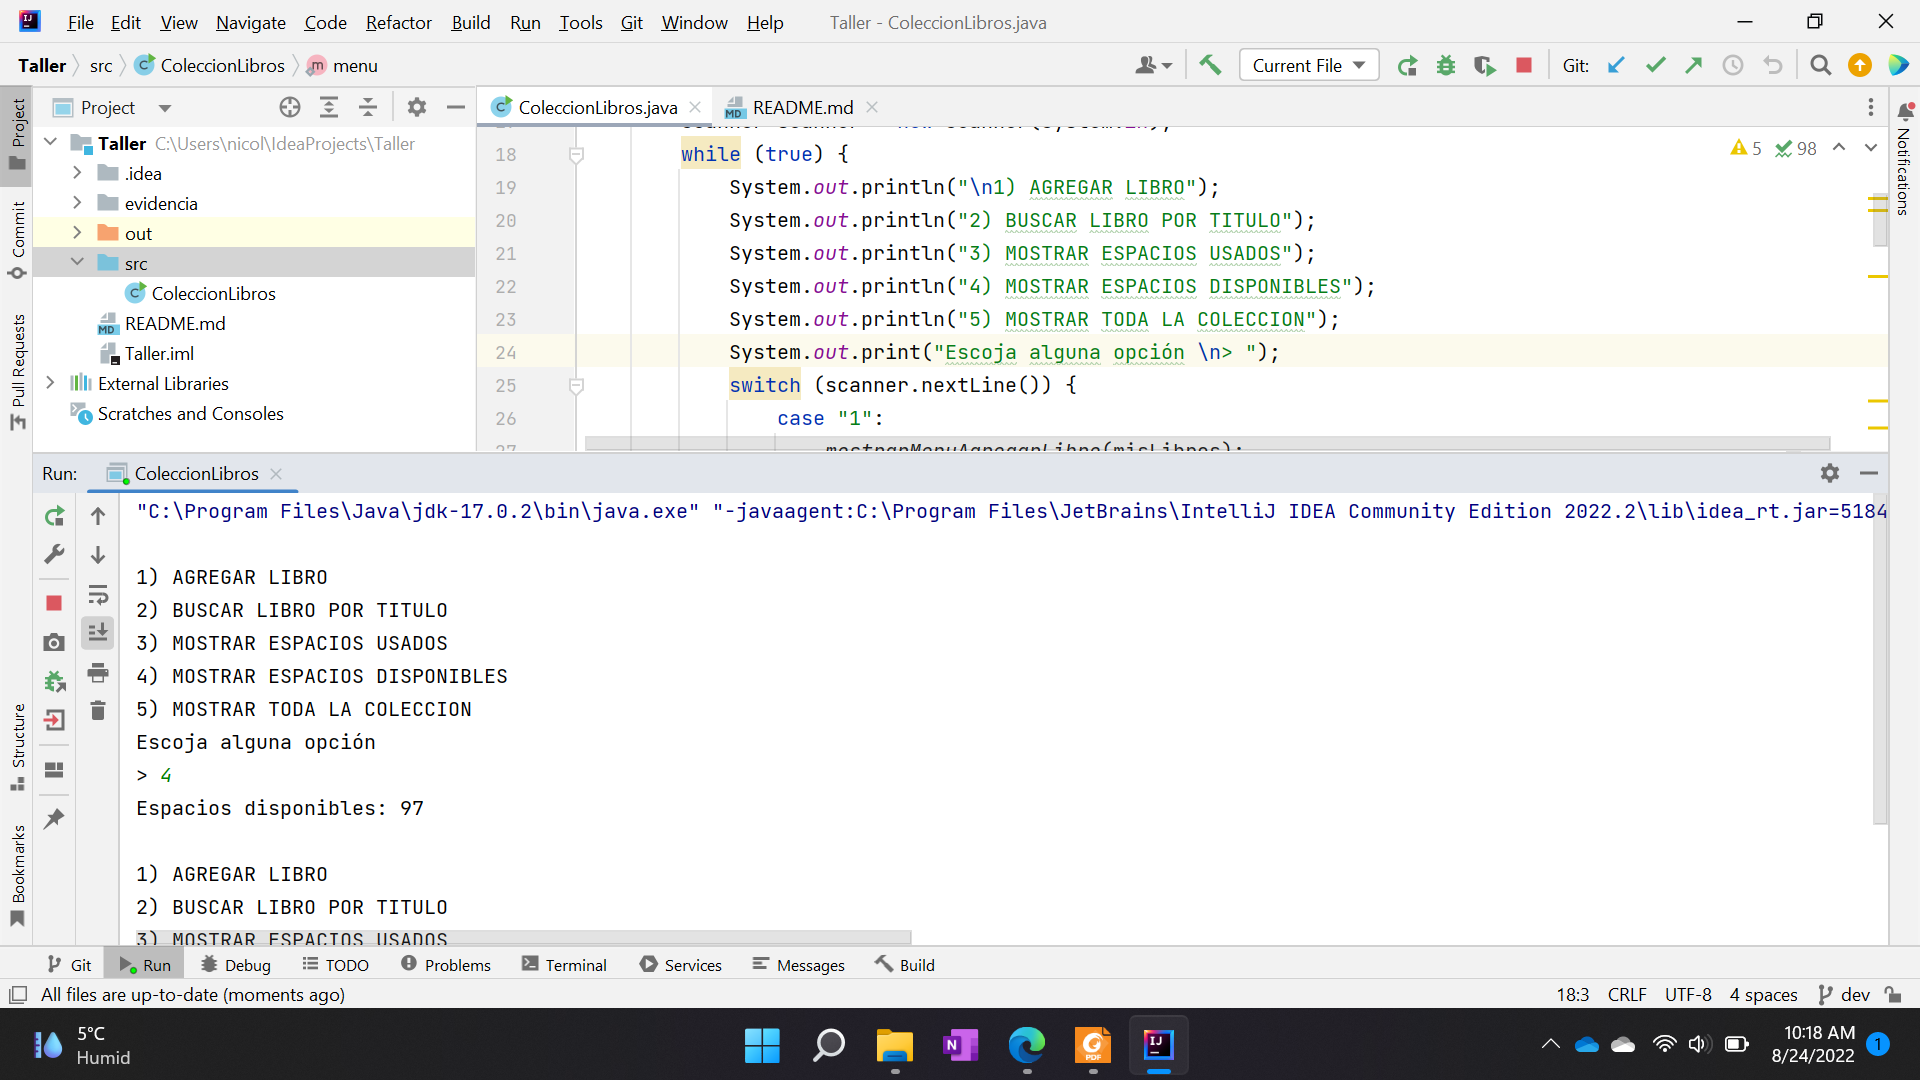 File Edit View Navigate Code Refactor Build Run Tools Git Window Help Taller - ColeccionLibros.java
Taller src ColeccionLibros menu Current File Git:
Project
ColeccionLibros.java README.md
Taller C:\Users\nicol\IdeaProjects\Taller
.idea
evidencia
out
src
ColeccionLibros
README.md
Taller.iml
External Libraries
Scratches and Consoles
Project
Commit
Pull Requests
Structure
Bookmarks
Notifications
5 98
18 while (true) {
19 System.out.println("\n1) AGREGAR LIBRO");
20 System.out.println("2) BUSCAR LIBRO POR TITULO");
21 System.out.println("3) MOSTRAR ESPACIOS USADOS");
22 System.out.println("4) MOSTRAR ESPACIOS DISPONIBLES");
23 System.out.println("5) MOSTRAR TODA LA COLECCION");
24 System.out.print("Escoja alguna opción \n> ");
25 switch (scanner.nextLine()) {
26 case "1":
27 mostrarMenuAgregarLibro(misLibros);
Run: ColeccionLibros
"C:\Program Files\Java\jdk-17.0.2\bin\java.exe" "-javaagent:C:\Program Files\JetBrains\IntelliJ IDEA Community Edition 2022.2\lib\idea_rt.jar=5184
1) AGREGAR LIBRO
2) BUSCAR LIBRO POR TITULO
3) MOSTRAR ESPACIOS USADOS
4) MOSTRAR ESPACIOS DISPONIBLES
5) MOSTRAR TODA LA COLECCION
Escoja alguna opción
> 4
Espacios disponibles: 97
1) AGREGAR LIBRO
2) BUSCAR LIBRO POR TITULO
3) MOSTRAR ESPACIOS USADOS
Git Run Debug TODO Problems Terminal Services Messages Build
All files are up-to-date (moments ago) 18:3 CRLF UTF-8 4 spaces dev
5°C
Humid
10:18 AM
8/24/2022
1